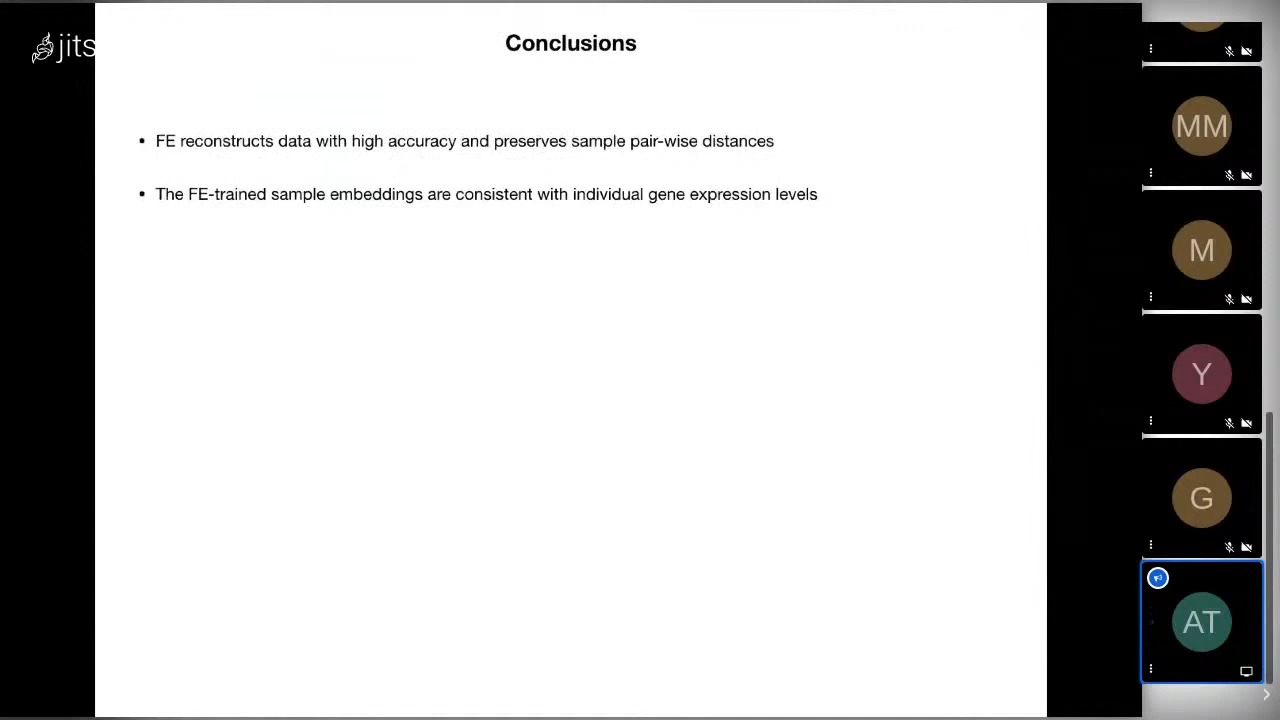 jits
Conclusions
• FE reconstructs data with high accuracy and preserves sample pair-wise distances
• The FE-trained sample embeddings are consistent with individual gene expression levels
MM
M
Y
G
AT